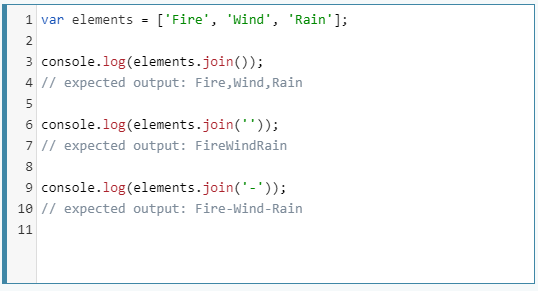 1 var elements = ['Fire', 'Wind', 'Rain'];
2
3 console.log(elements.join());
4 // expected output: Fire,Wind,Rain
5
6 console.log(elements.join(''));
7 // expected output: FireWindRain
8
9 console.log(elements.join('-'));
10 // expected output: Fire-Wind-Rain
11